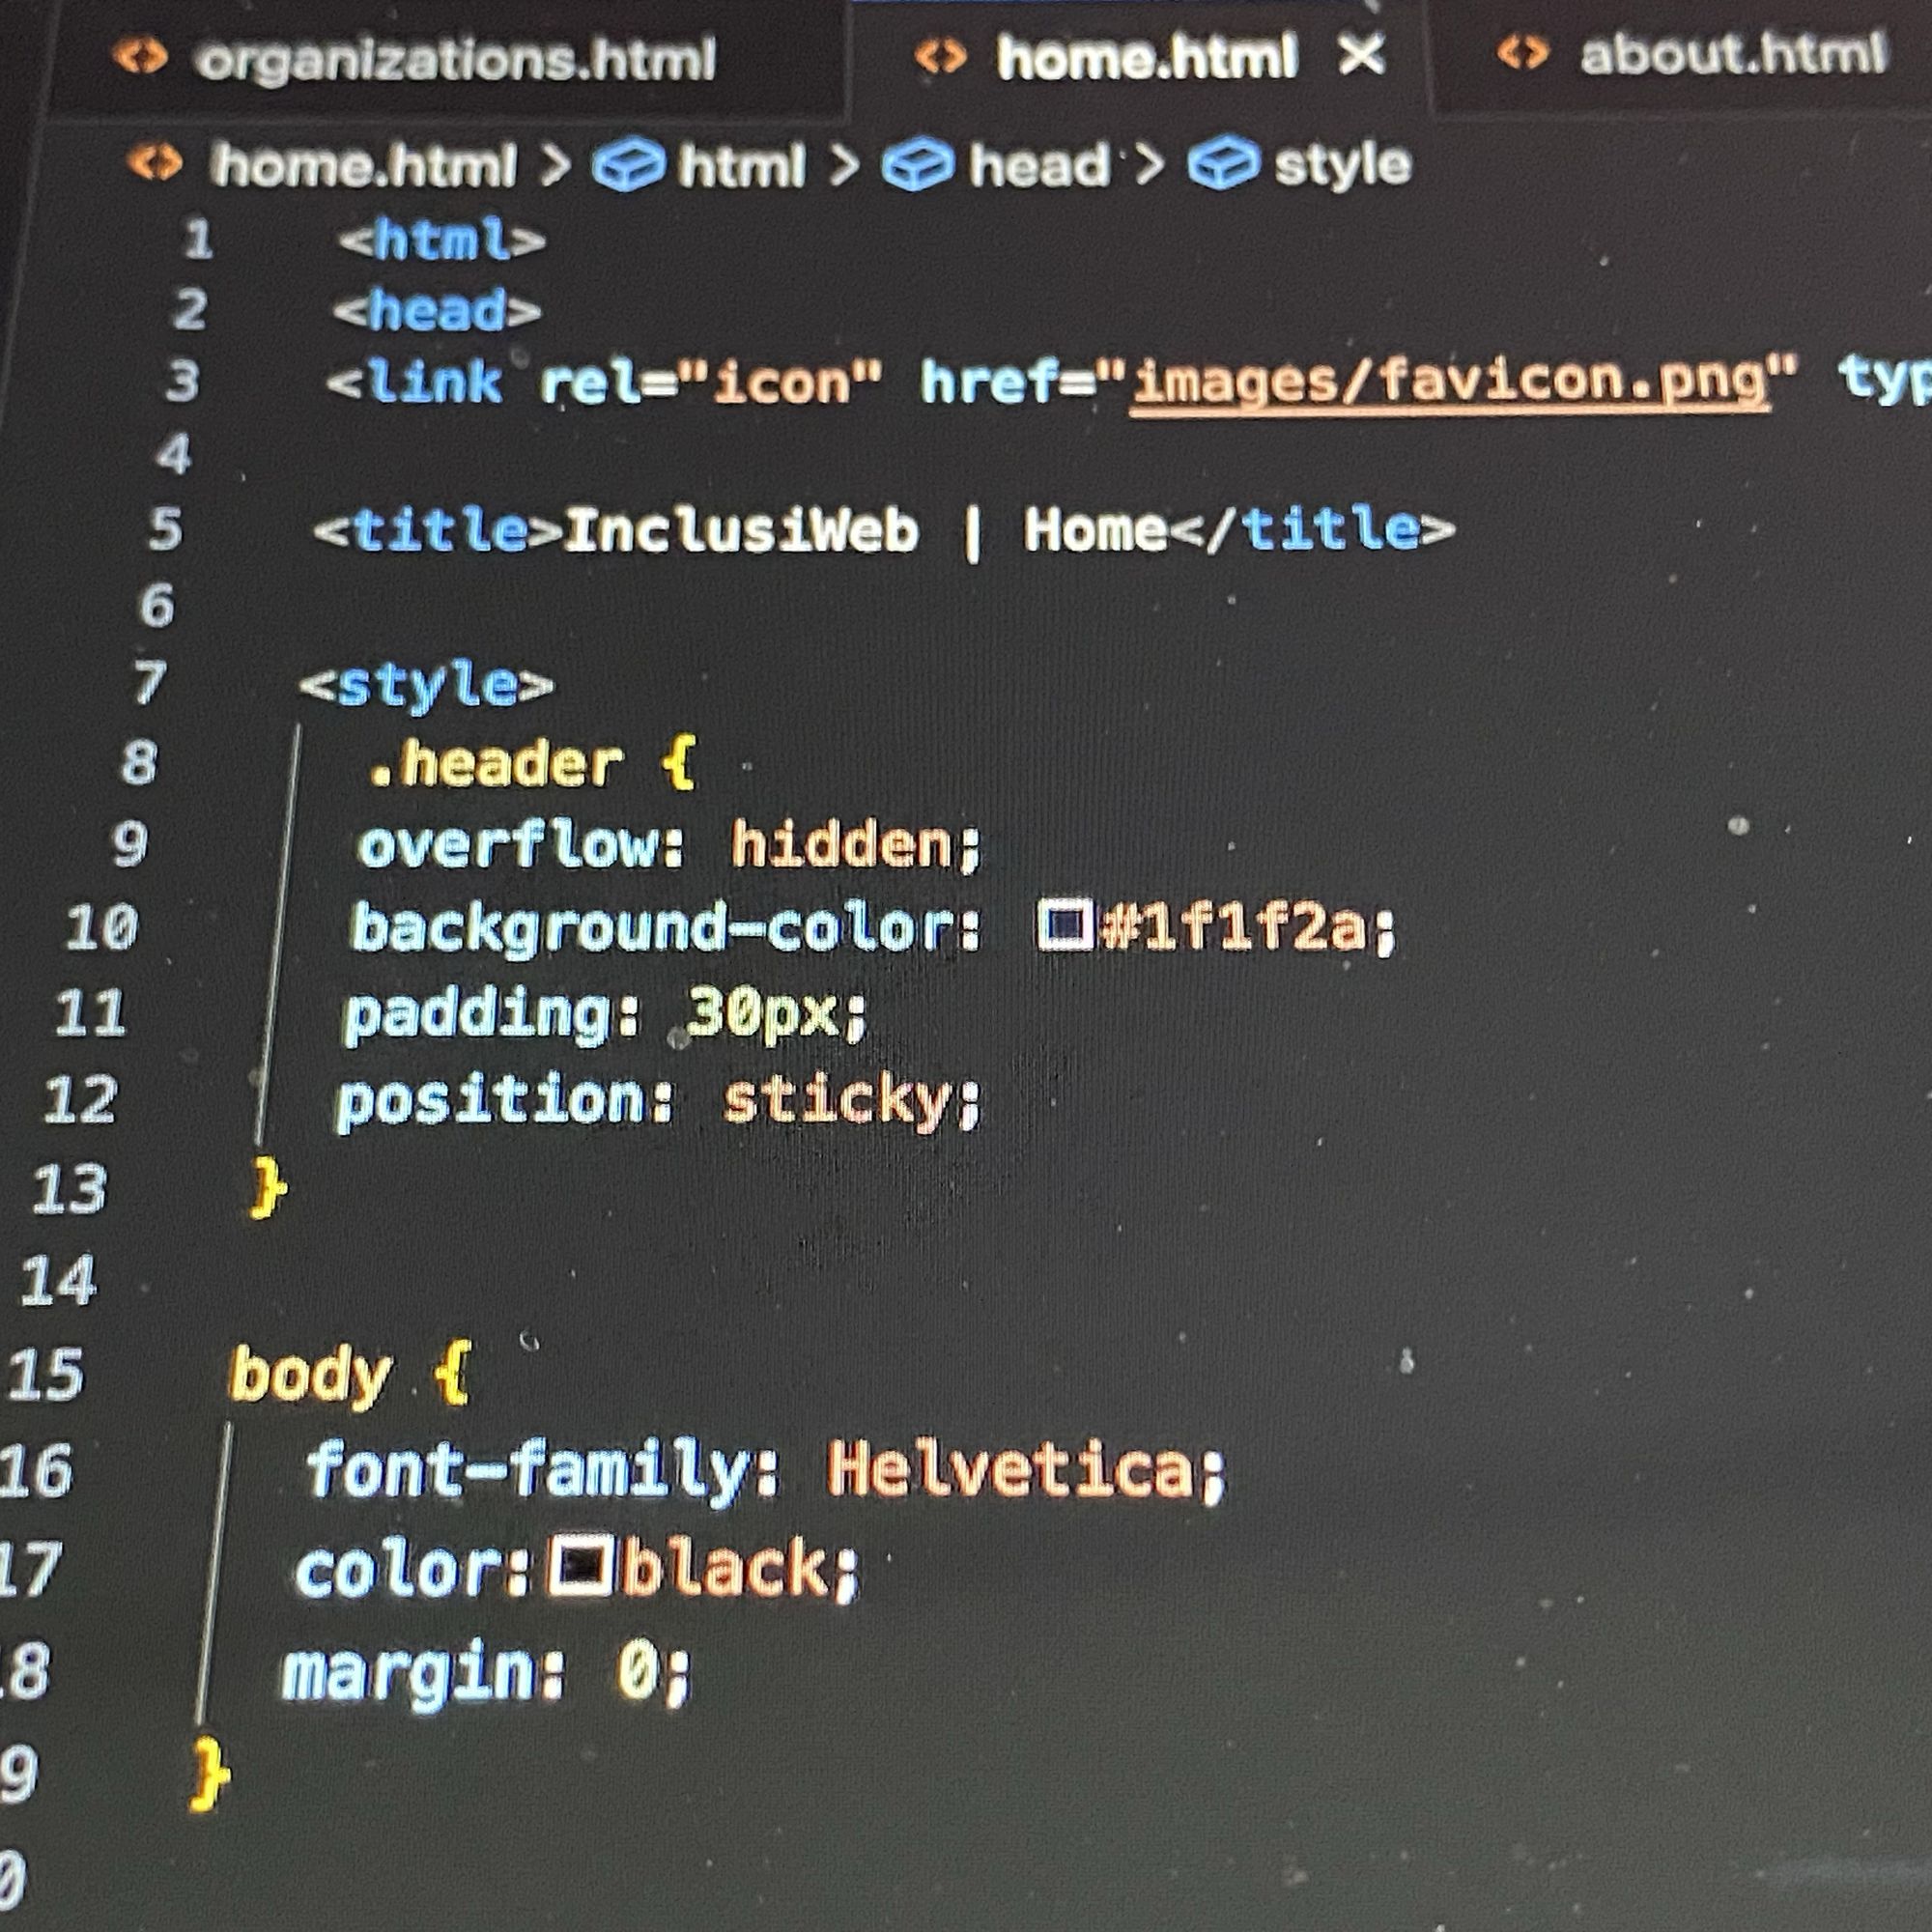 organizations.html home.html × about.html
home.html > html > head > style
1 <html>
2 <head>
3 <link rel="icon" href="images/favicon.png" typ
4
5 <title>InclusiWeb | Home</title>
6
7 <style>
8 .header {
9 overflow: hidden;
10 background-color: #1f1f2a;
11 padding: 30px;
12 position: sticky;
13 }
14
15 body {
16 font-family: Helvetica;
17 color: black;
8 margin: 0;
9 }
0